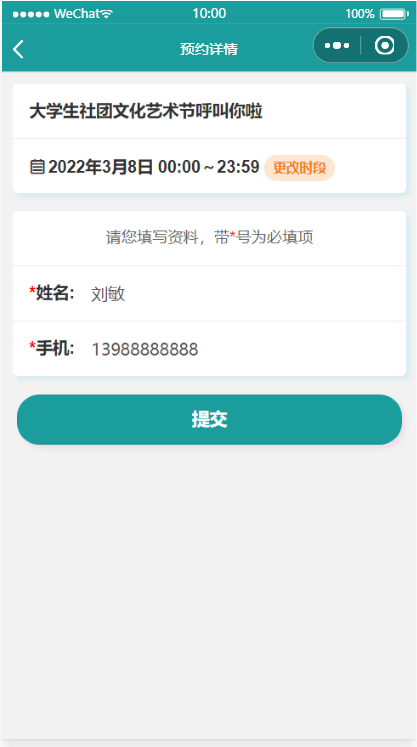 WeChat 10:00 100%
预约详情
大学生社团文化艺术节呼叫你啦
2022年3月8日 00:00～23:59 更改时段
请您填写资料，带*号为必填项
*姓名: 刘敏
*手机: 13988888888
提交